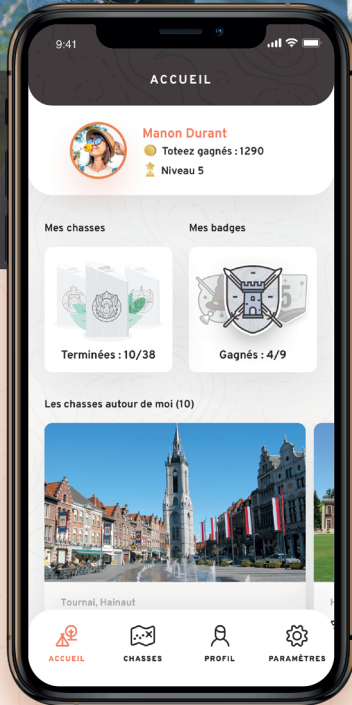 9:41
ACCUEIL
Manon Durant
Toteez gagnés : 1290
Niveau 5
Mes chasses
Mes badges
Terminées : 10/38
Gagnés : 4/9
Les chasses autour de moi (10)
Tournai, Hainaut
ACCUEIL
CHASSES
PROFIL
PARAMÈTRES